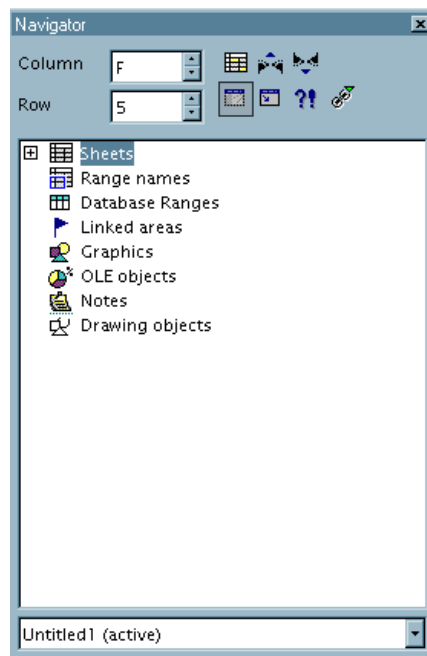 Navigator
Column F
Row 5
Sheets
Range names
Database Ranges
Linked areas
Graphics
OLE objects
Notes
Drawing objects
Untitled1 (active)